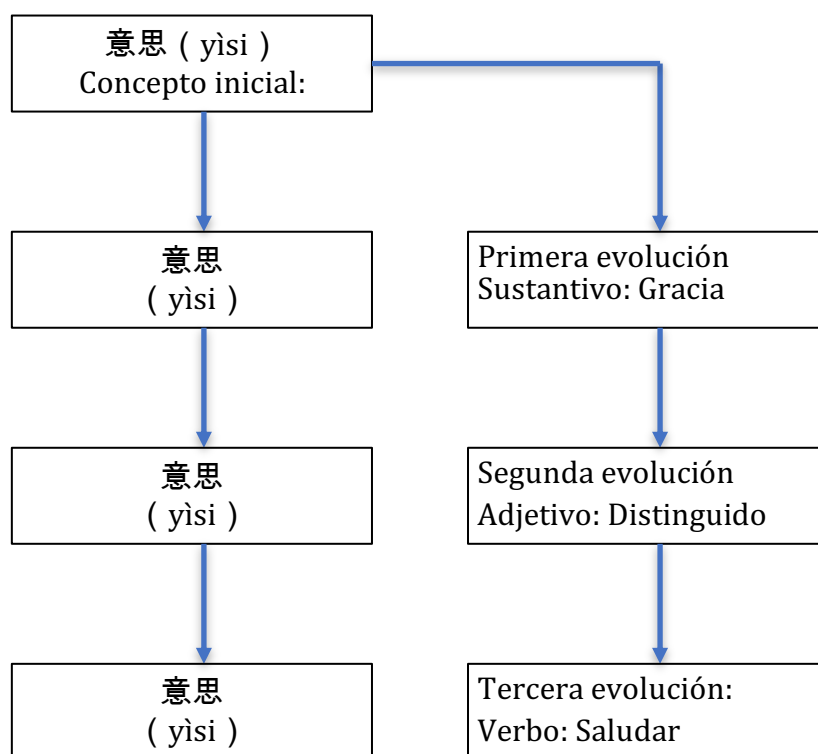 意思 ( yìsi )
Concepto inicial:
意思
( yìsi )
Primera evolución
Sustantivo: Gracia
意思
( yìsi )
Segunda evolución
Adjetivo: Distinguido
意思
( yìsi )
Tercera evolución:
Verbo: Saludar